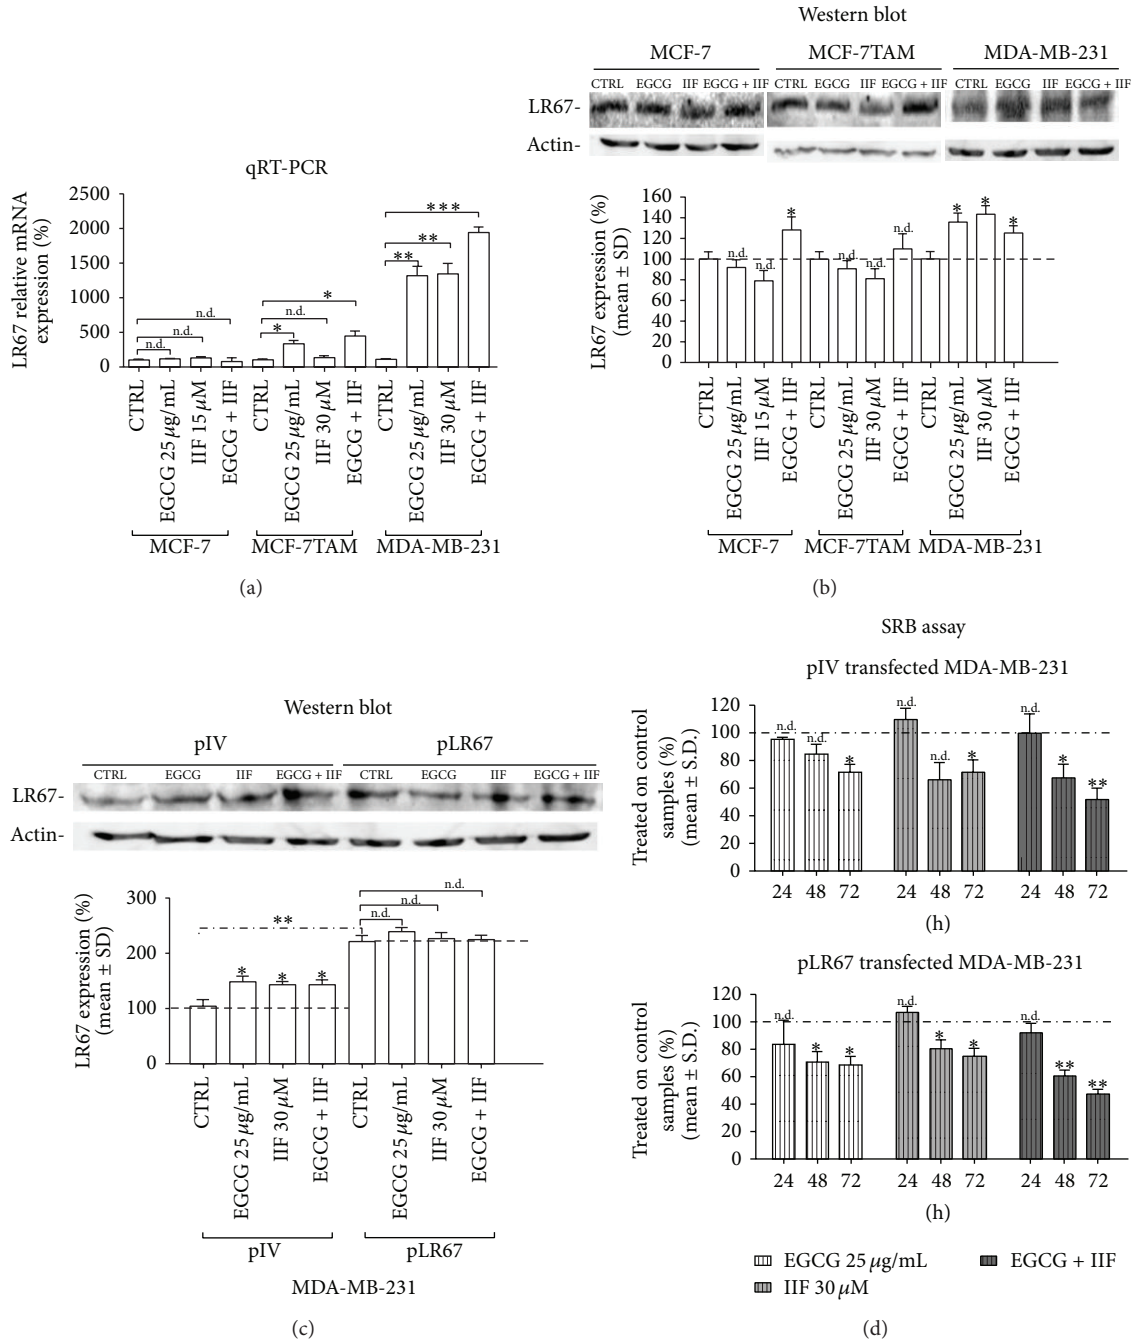 qRT-PCR
LR67 relative mRNA
expression (%)
2500
2000
1500
1000
500
0
n.d.
n.d.
n.d.
*
n.d.
*
**
**
***
CTRL
EGCG 25 μg/mL
IIF 15 μM
EGCG + IIF
CTRL
EGCG 25 μg/mL
IIF 30 μM
EGCG + IIF
CTRL
EGCG 25 μg/mL
IIF 30 μM
EGCG + IIF
MCF-7 MCF-7TAM MDA-MB-231
(a)
Western blot
MCF-7 MCF-7TAM MDA-MB-231
CTRL EGCG IIF EGCG + IIF CTRL EGCG IIF EGCG + IIF CTRL EGCG IIF EGCG + IIF
LR67-
Actin-
LR67 expression (%)
(mean ± SD)
160
140
120
100
80
60
40
20
0
n.d. n.d. * n.d. n.d. n.d. * * *
CTRL
EGCG 25 μg/mL
IIF 15 μM
EGCG + IIF
CTRL
EGCG 25 μg/mL
IIF 30 μM
EGCG + IIF
CTRL
EGCG 25 μg/mL
IIF 30 μM
EGCG + IIF
MCF-7 MCF-7TAM MDA-MB-231
(b)
Western blot
pIV pLR67
CTRL EGCG IIF EGCG + IIF CTRL EGCG IIF EGCG + IIF
LR67-
Actin-
LR67 expression (%)
(mean ± SD)
300
200
100
0
**
* * *
n.d.
n.d.
n.d.
CTRL
EGCG 25 μg/mL
IIF 30 μM
EGCG + IIF
CTRL
EGCG 25 μg/mL
IIF 30 μM
EGCG + IIF
pIV pLR67
MDA-MB-231
(c)
SRB assay
pIV transfected MDA-MB-231
Treated on control
samples (%)
(mean ± S.D.)
120
100
80
60
40
20
0
n.d. n.d. * n.d. n.d. * n.d. * **
24 48 72 24 48 72 24 48 72
(h)
pLR67 transfected MDA-MB-231
Treated on control
samples (%)
(mean ± S.D.)
120
100
80
60
40
20
0
n.d. * * n.d. * * n.d. ** **
24 48 72 24 48 72 24 48 72
(h)
EGCG 25 μg/mL EGCG + IIF
IIF 30 μM
(d)